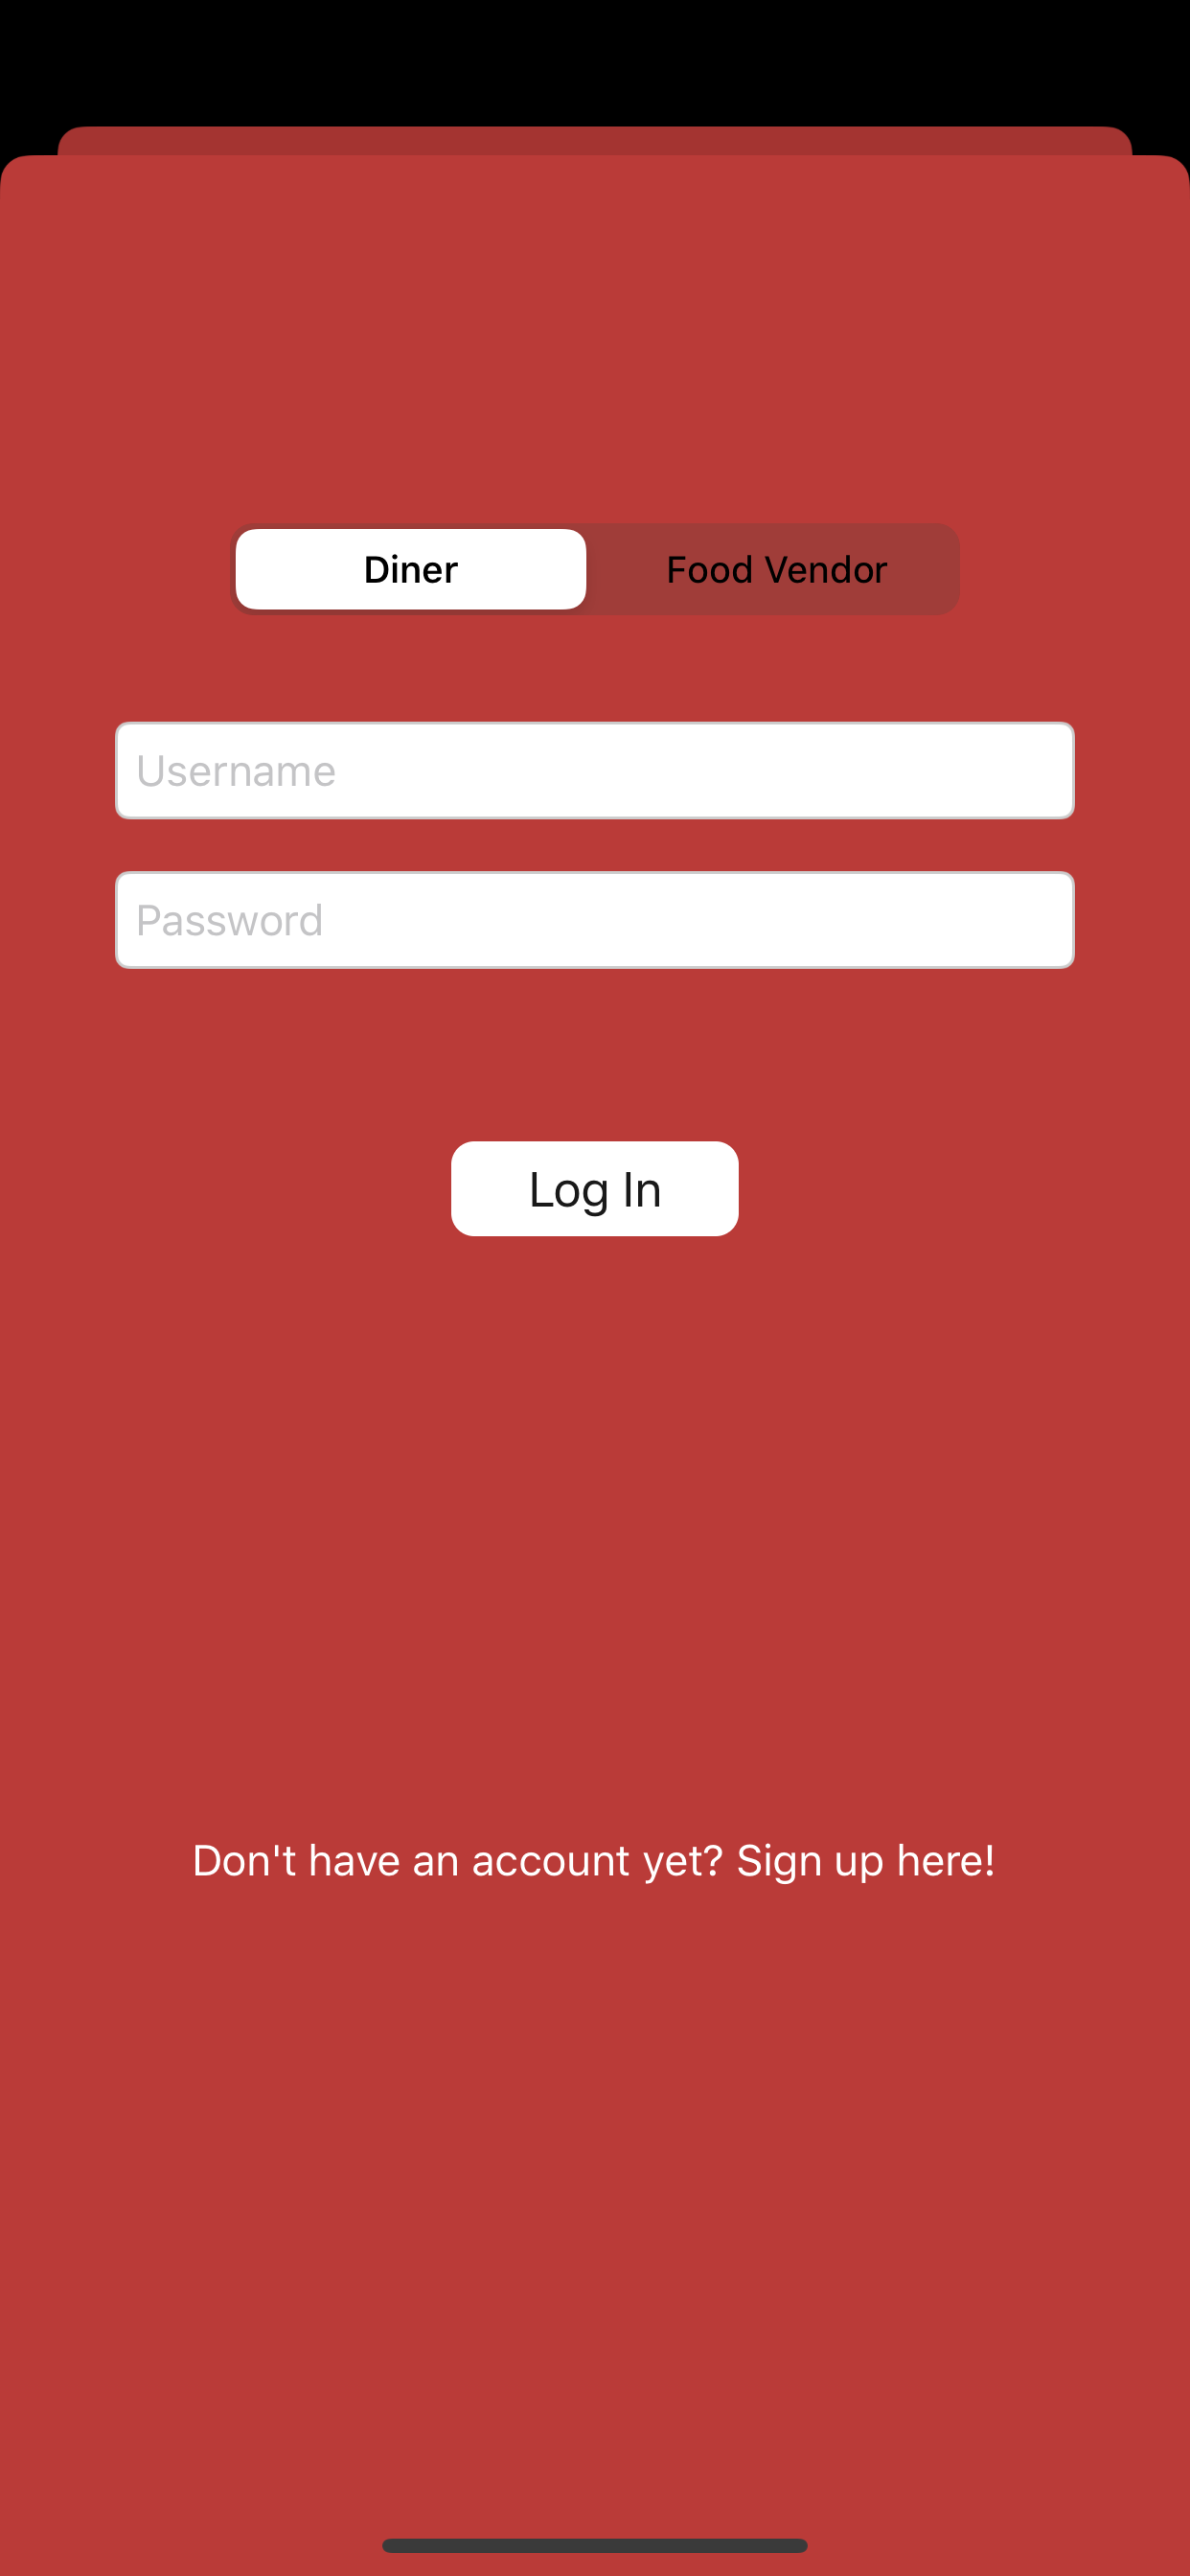 Diner
Food Vendor
Username
Password
Log In
Don't have an account yet? Sign up here!